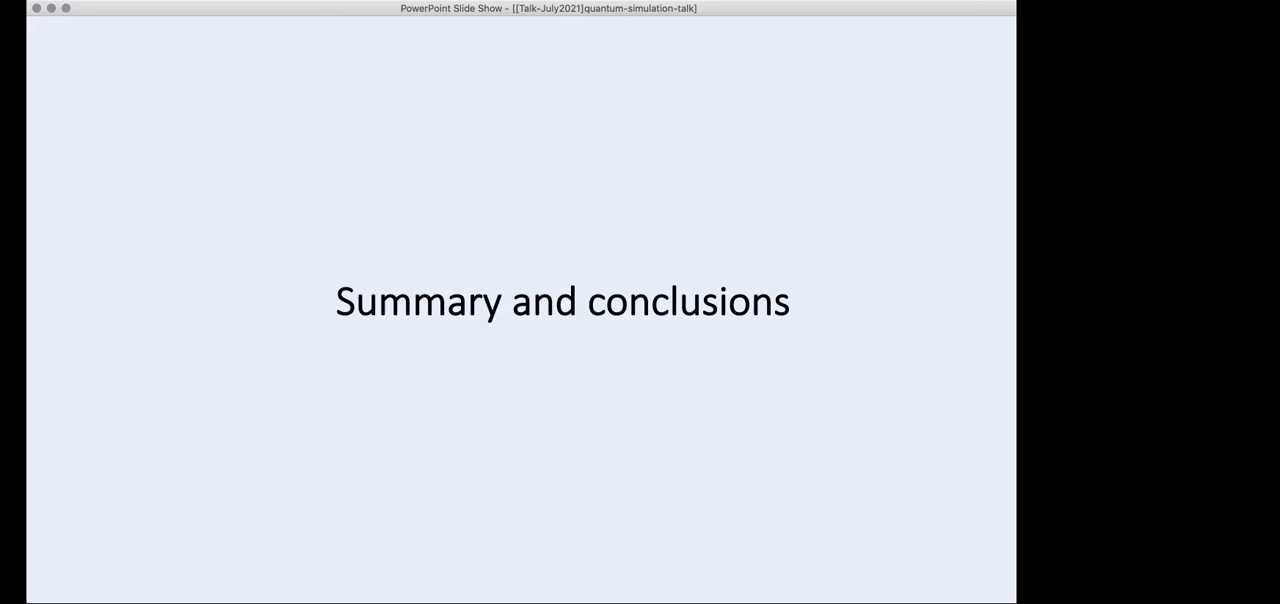 PowerPoint Slide Show - [[Talk-July2021]quantum-simulation-talk]
Summary and conclusions